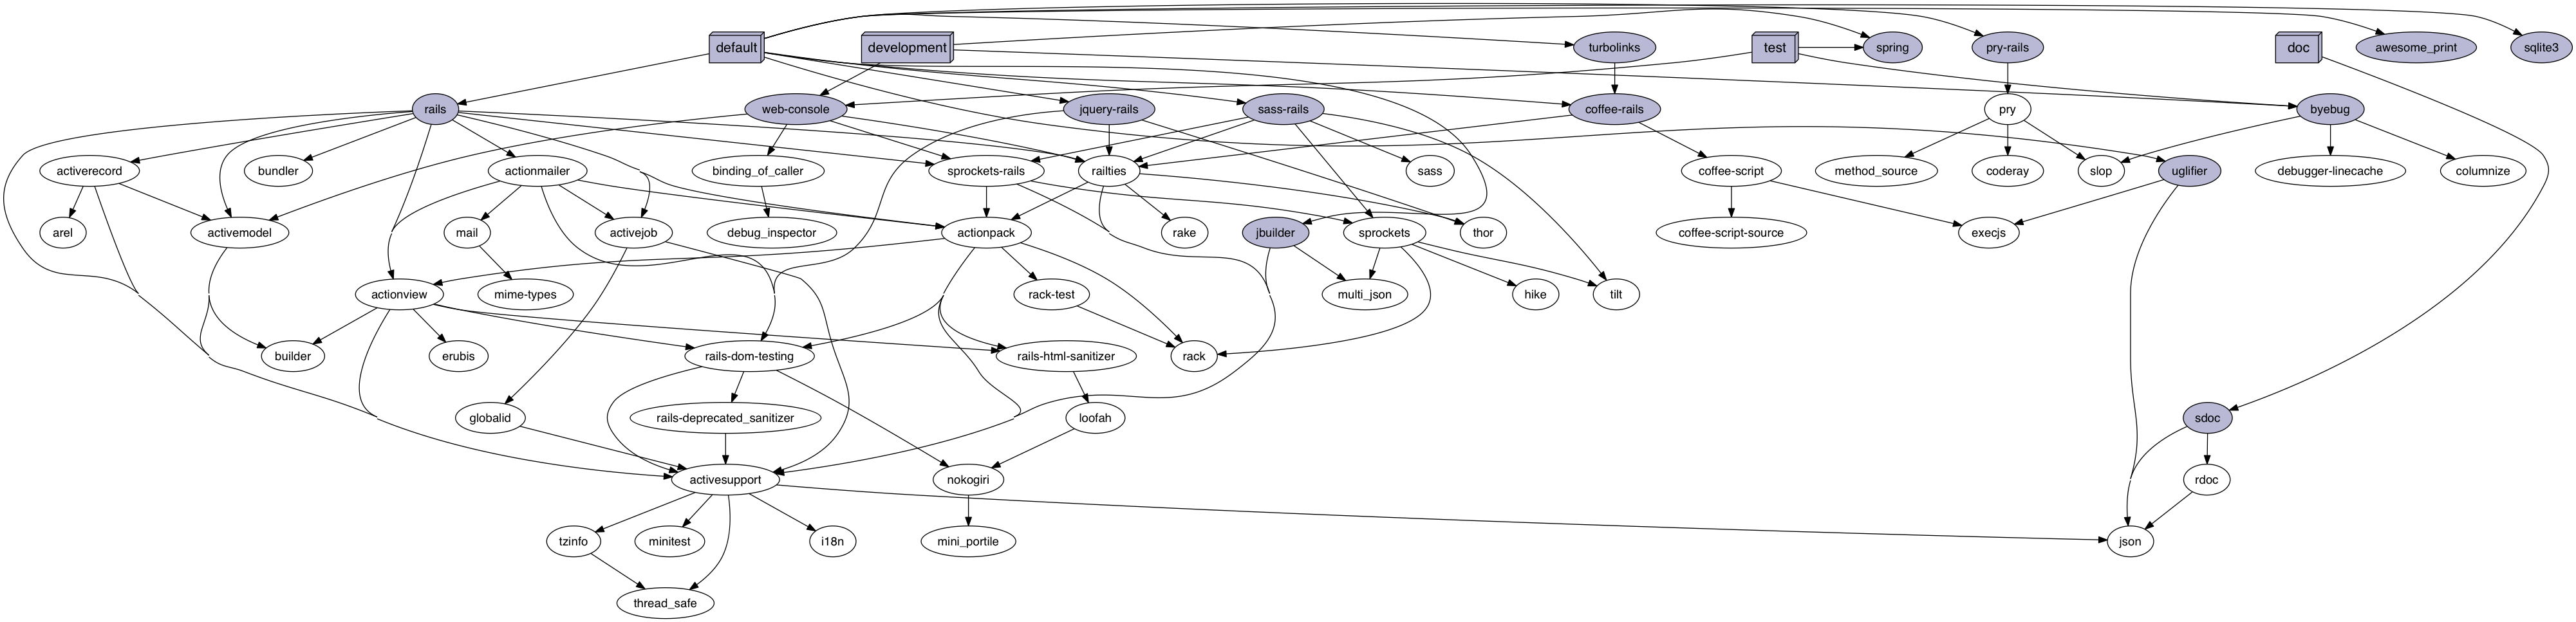 default
development
turbolinks
test
spring
pry-rails
doc
awesome_print
sqlite3
rails
web-console
jquery-rails
sass-rails
coffee-rails
pry
byebug
activerecord
bundler
actionmailer
binding_of_caller
sprockets-rails
railties
sass
coffee-script
method_source
coderay
slop
uglifier
debugger-linecache
columnize
arel
activemodel
mail
activejob
debug_inspector
actionpack
rake
jbuilder
sprockets
thor
coffee-script-source
execjs
actionview
mime-types
rack-test
multi_json
hike
tilt
builder
erubis
rails-dom-testing
rails-html-sanitizer
rack
globalid
rails-deprecated_sanitizer
loofah
sdoc
activesupport
nokogiri
rdoc
tzinfo
minitest
i18n
mini_portile
json
thread_safe